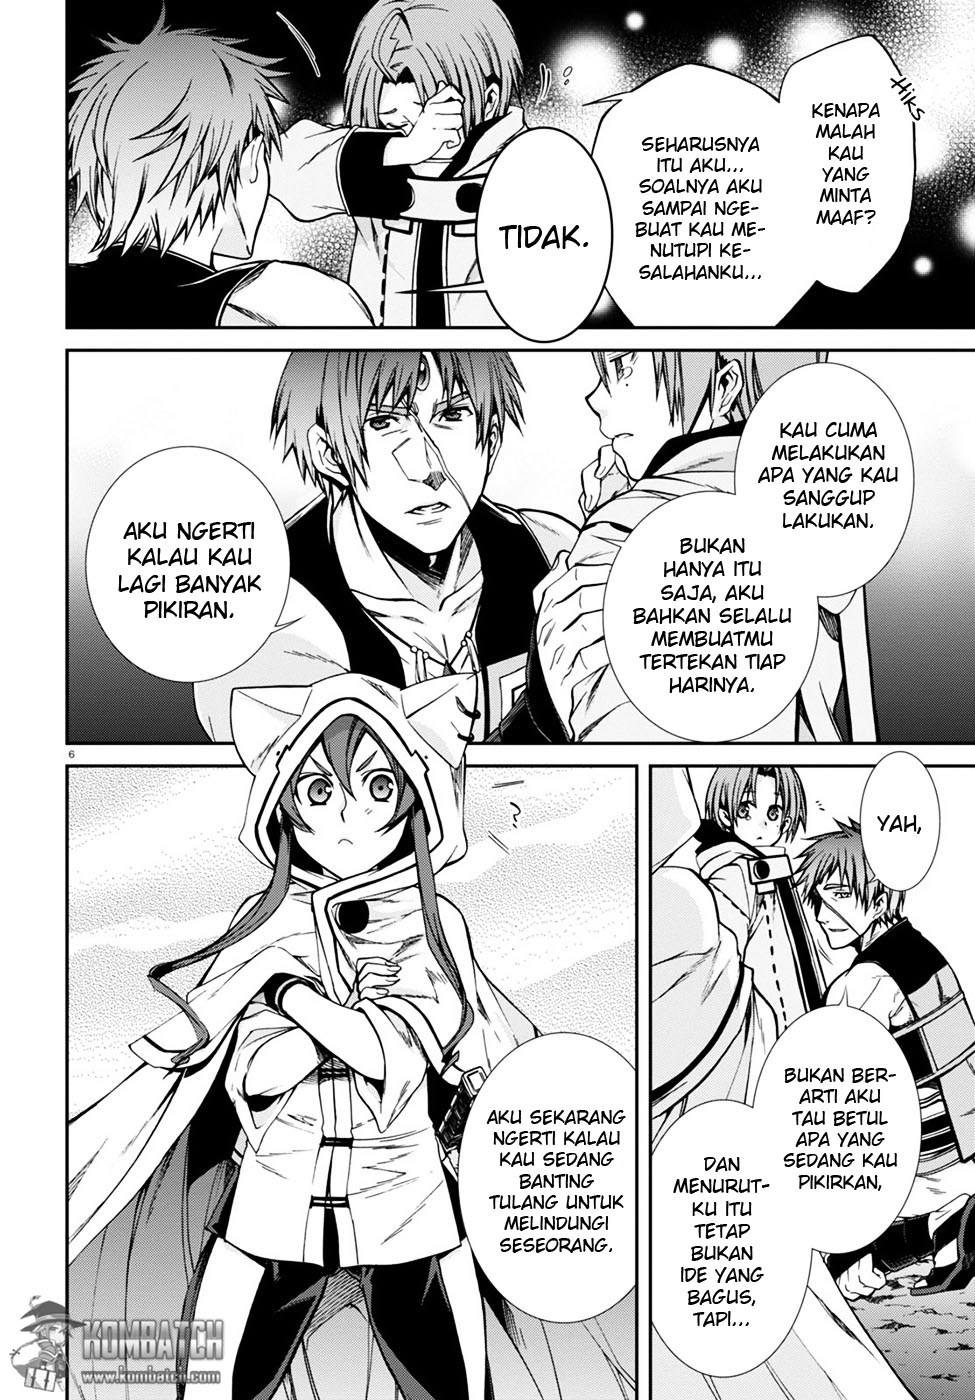 KENAPA
MALAH
KAU
YANG
MINTA
MAAF?
Hiks
SEHARUSNYA
ITU AKU...
SOALNYA AKU
SAMPAI NGE-
BUAT KAU ME-
NUTUPI KE-
SALAHANKU...
TIDAK.
KAU CUMA
MELAKUKAN
APA YANG KAU
SANGGUP
LAKUKAN.
BUKAN
HANYA ITU
SAJA, AKU
BAHKAN SELALU
MEMBUATMU
TERTEKAN TIAP
HARINYA.
AKU NGERTI
KALAU KAU
LAGI BANYAK
PIKIRAN.
6
YAH,
BUKAN BER-
ARTI AKU
TAU BETUL
APA YANG
SEDANG KAU
PIKIRKAN,
DAN
MENURUT-
KU ITU
TETAP
BUKAN
IDE YANG
BAGUS,
TAPI...
?
AKU SEKARANG
NGERTI KALAU
KAU SEDANG
BANTING
TULANG UNTUK
MELINDUNGI
SESEORANG.
KOMBATCH
www.kombatch.com